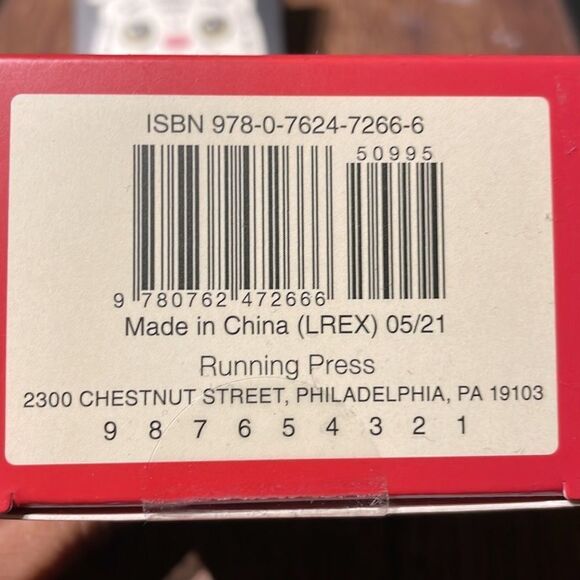 ISBN 978-0-7624-7266-6
50995
9 780762 472666
Made in China (LREX) 05/21
Running Press
2300 CHESTNUT STREET, PHILADELPHIA, PA 19103
9 8 7 6 5 4 3 2 1